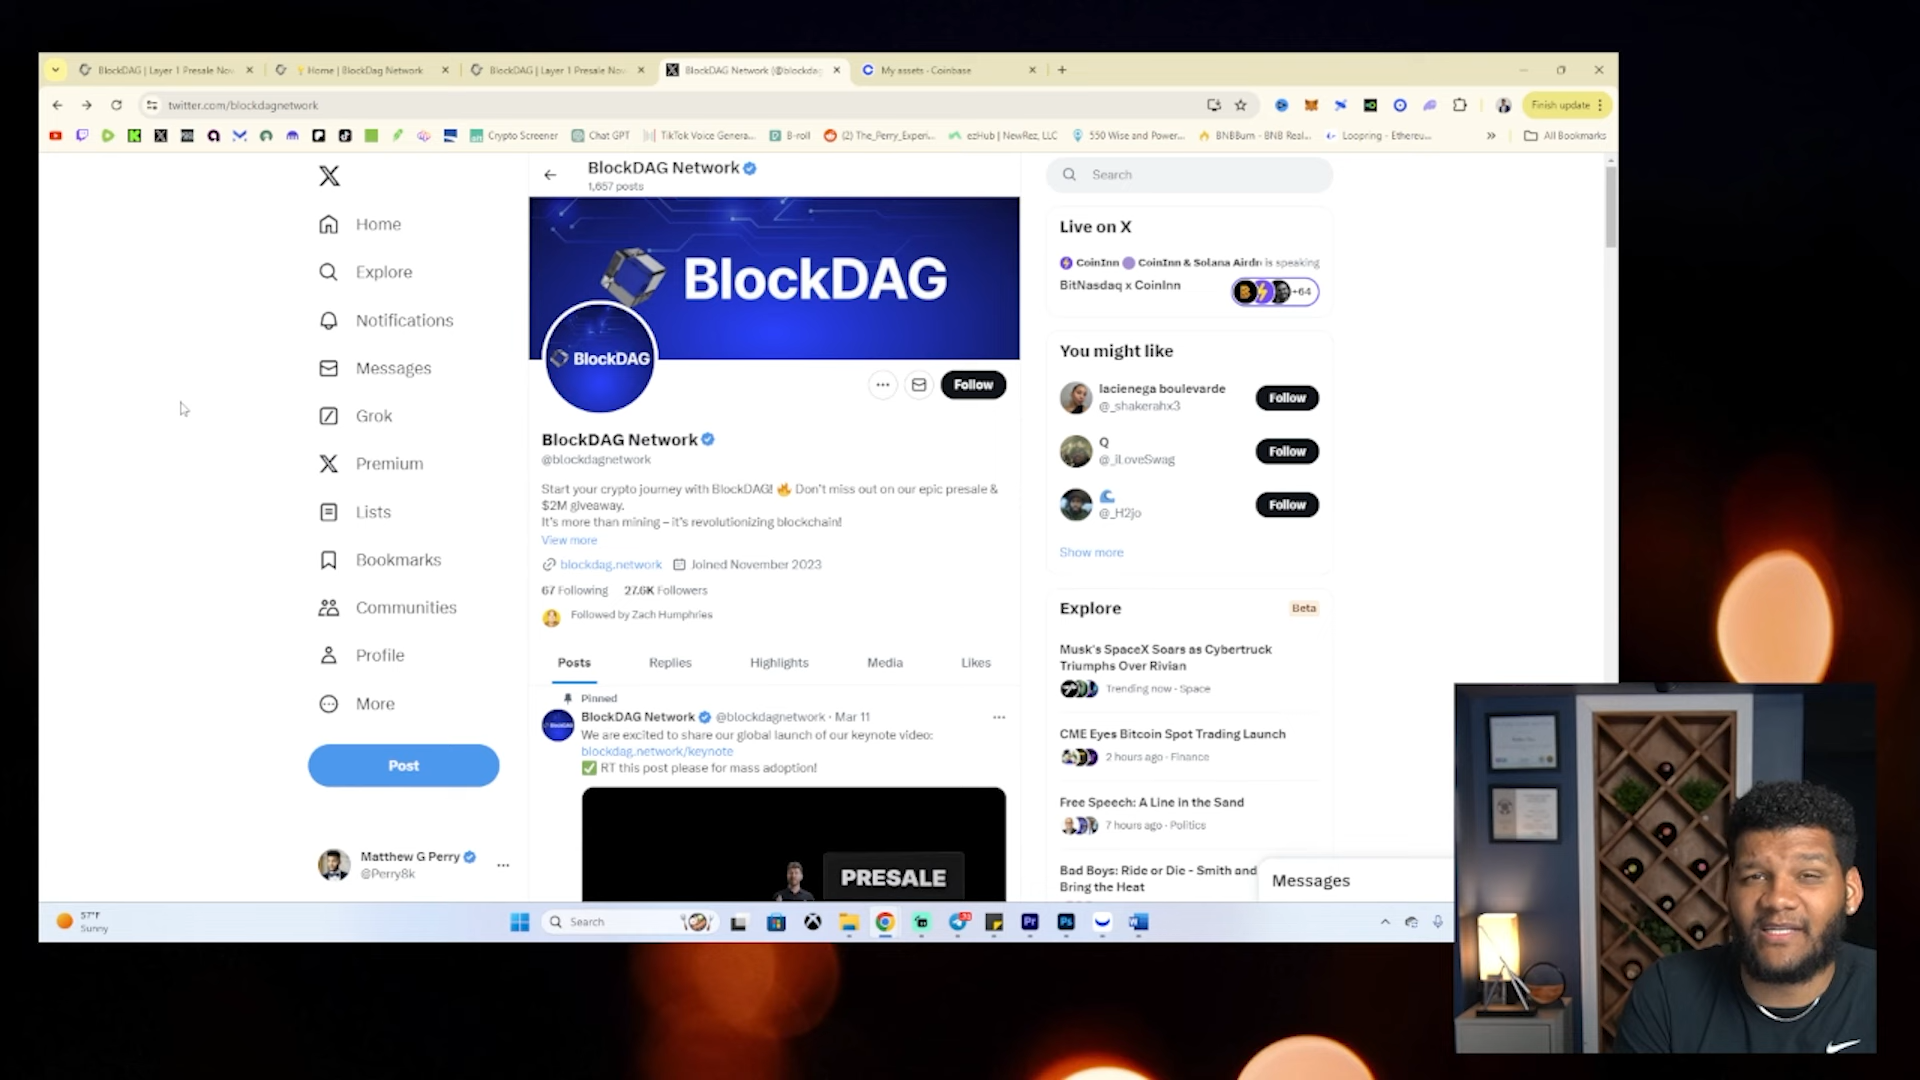 BlockDAG | Layer 1 Presale Now
Home | BlockDag Network
BlockDAG | Layer 1 Presale Now
BlockDAG Network (@blockdag
My assets - Coinbase
twitter.com/blockdagnetwork
Finish update
Crypto Screener
Chat GPT
TikTok Voice Genera...
B-roll
(2) The_Perry_Experi...
ezHub | NewRez, LLC
550 Wise and Power...
BNBBurn - BNB Real...
Loopring - Ethereu...
All Bookmarks
BlockDAG Network
1,657 posts
Search
Home
Explore
Notifications
Messages
Grok
Premium
Lists
Bookmarks
Communities
Profile
More
Post
Matthew G Perry
@Perry8k
BlockDAG
BlockDAG
Follow
BlockDAG Network
@blockdagnetwork
Start your crypto journey with BlockDAG! 🔥 Don't miss out on our epic presale &
$2M giveaway.
It's more than mining – it's revolutionizing blockchain!
View more
blockdag.network Joined November 2023
67 Following 27.6K Followers
Followed by Zach Humphries
Posts Replies Highlights Media Likes
Pinned
BlockDAG Network @blockdagnetwork · Mar 11
We are excited to share our global launch of our keynote video:
blockdag.network/keynote
✅ RT this post please for mass adoption!
PRESALE
Live on X
CoinInn CoinInn & Solana Airdn is speaking
BitNasdaq x CoinInn
+64
You might like
lacienega boulevarde
@_shakerahx3
Follow
Q
@_iLoveSwag
Follow
🌊
@_H2jo
Follow
Show more
Explore
Beta
Musk's SpaceX Soars as Cybertruck
Triumphs Over Rivian
Trending now · Space
CME Eyes Bitcoin Spot Trading Launch
2 hours ago · Finance
Free Speech: A Line in the Sand
7 hours ago · Politics
Bad Boys: Ride or Die - Smith and
Bring the Heat
Messages
57°F
Sunny
Search